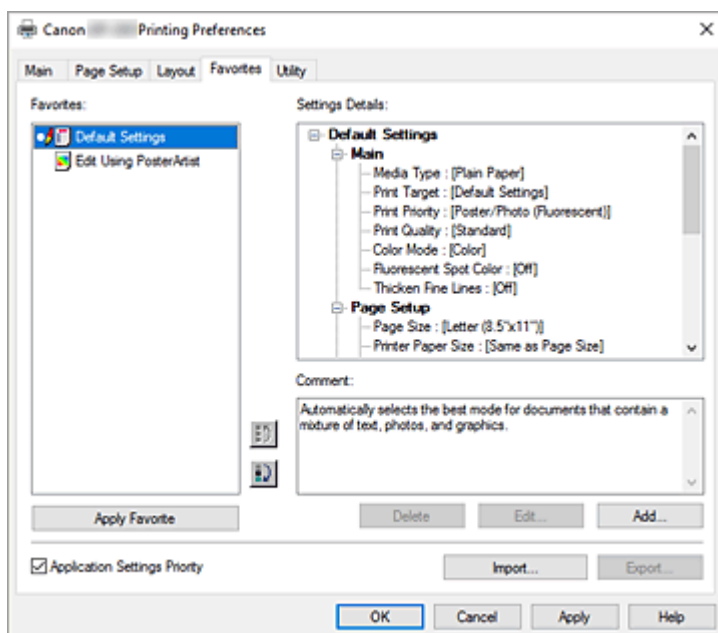 Canon Printing Preferences
Main Page Setup Layout Favorites Utility
Favorites:
Default Settings
Edit Using PosterArtist
Apply Favorite
Settings Details:
Default Settings
Main
Media Type : [Plain Paper]
Print Target : [Default Settings]
Print Priority : [Poster/Photo (Fluorescent)]
Print Quality : [Standard]
Color Mode : [Color]
Fluorescent Spot Color : [Off]
Thicken Fine Lines : [Off]
Page Setup
Page Size : [Letter (8.5"x11")]
Printer Paper Size : [Same as Page Size]
Comment:
Automatically selects the best mode for documents that contain a
mixture of text, photos, and graphics.
Delete Edit... Add...
Application Settings Priority
Import... Export...
OK Cancel Apply Help